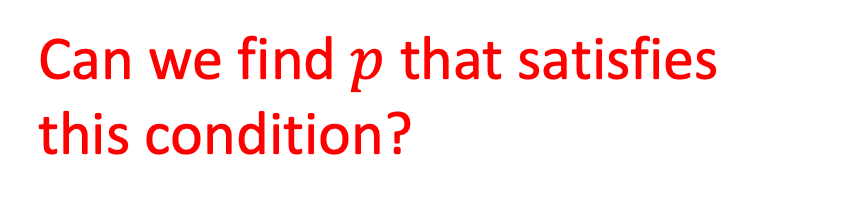 Can we find p that satisfies
this condition?